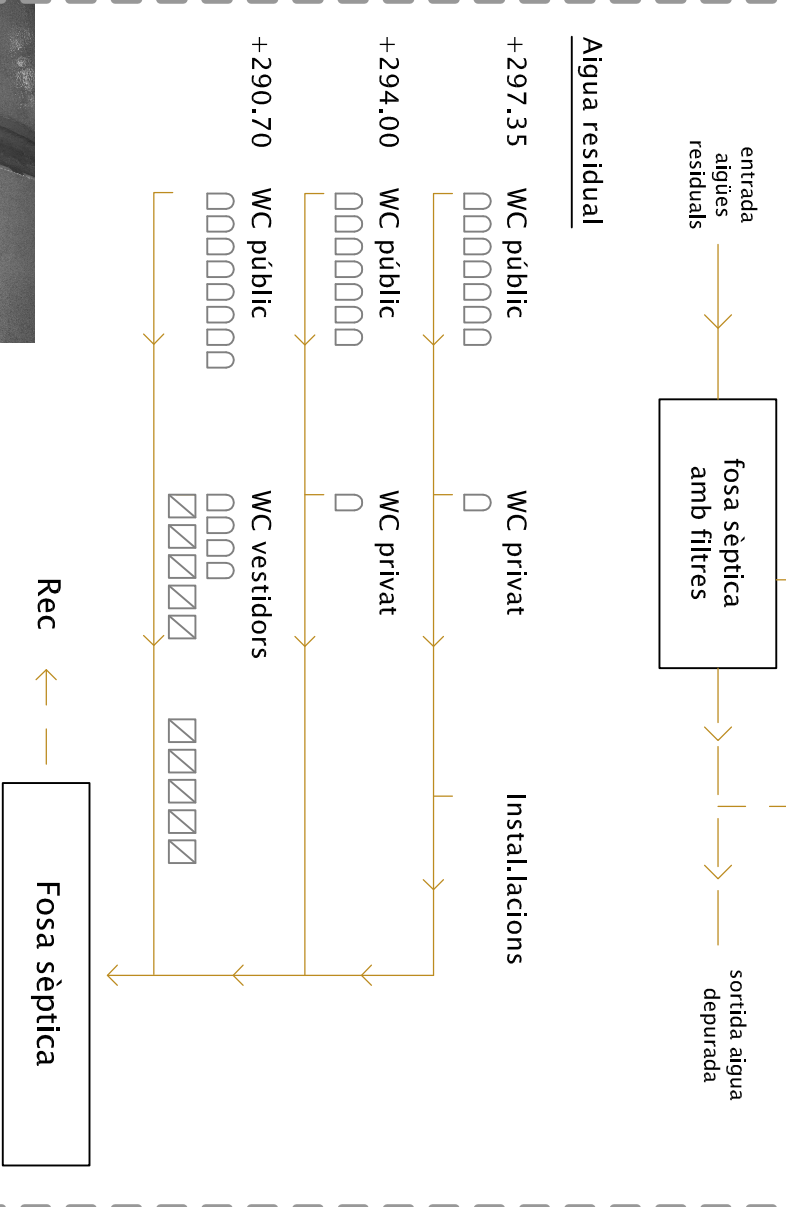 entrada
aigües
residuals
fosa sèptica
amb filtres
sortida aigua
depurada
Aigua residual
+297.35
WC públic
WC privat
Instal.lacions
+294.00
WC públic
WC privat
+290.70
WC públic
WC vestidors
Rec
Fosa sèptica